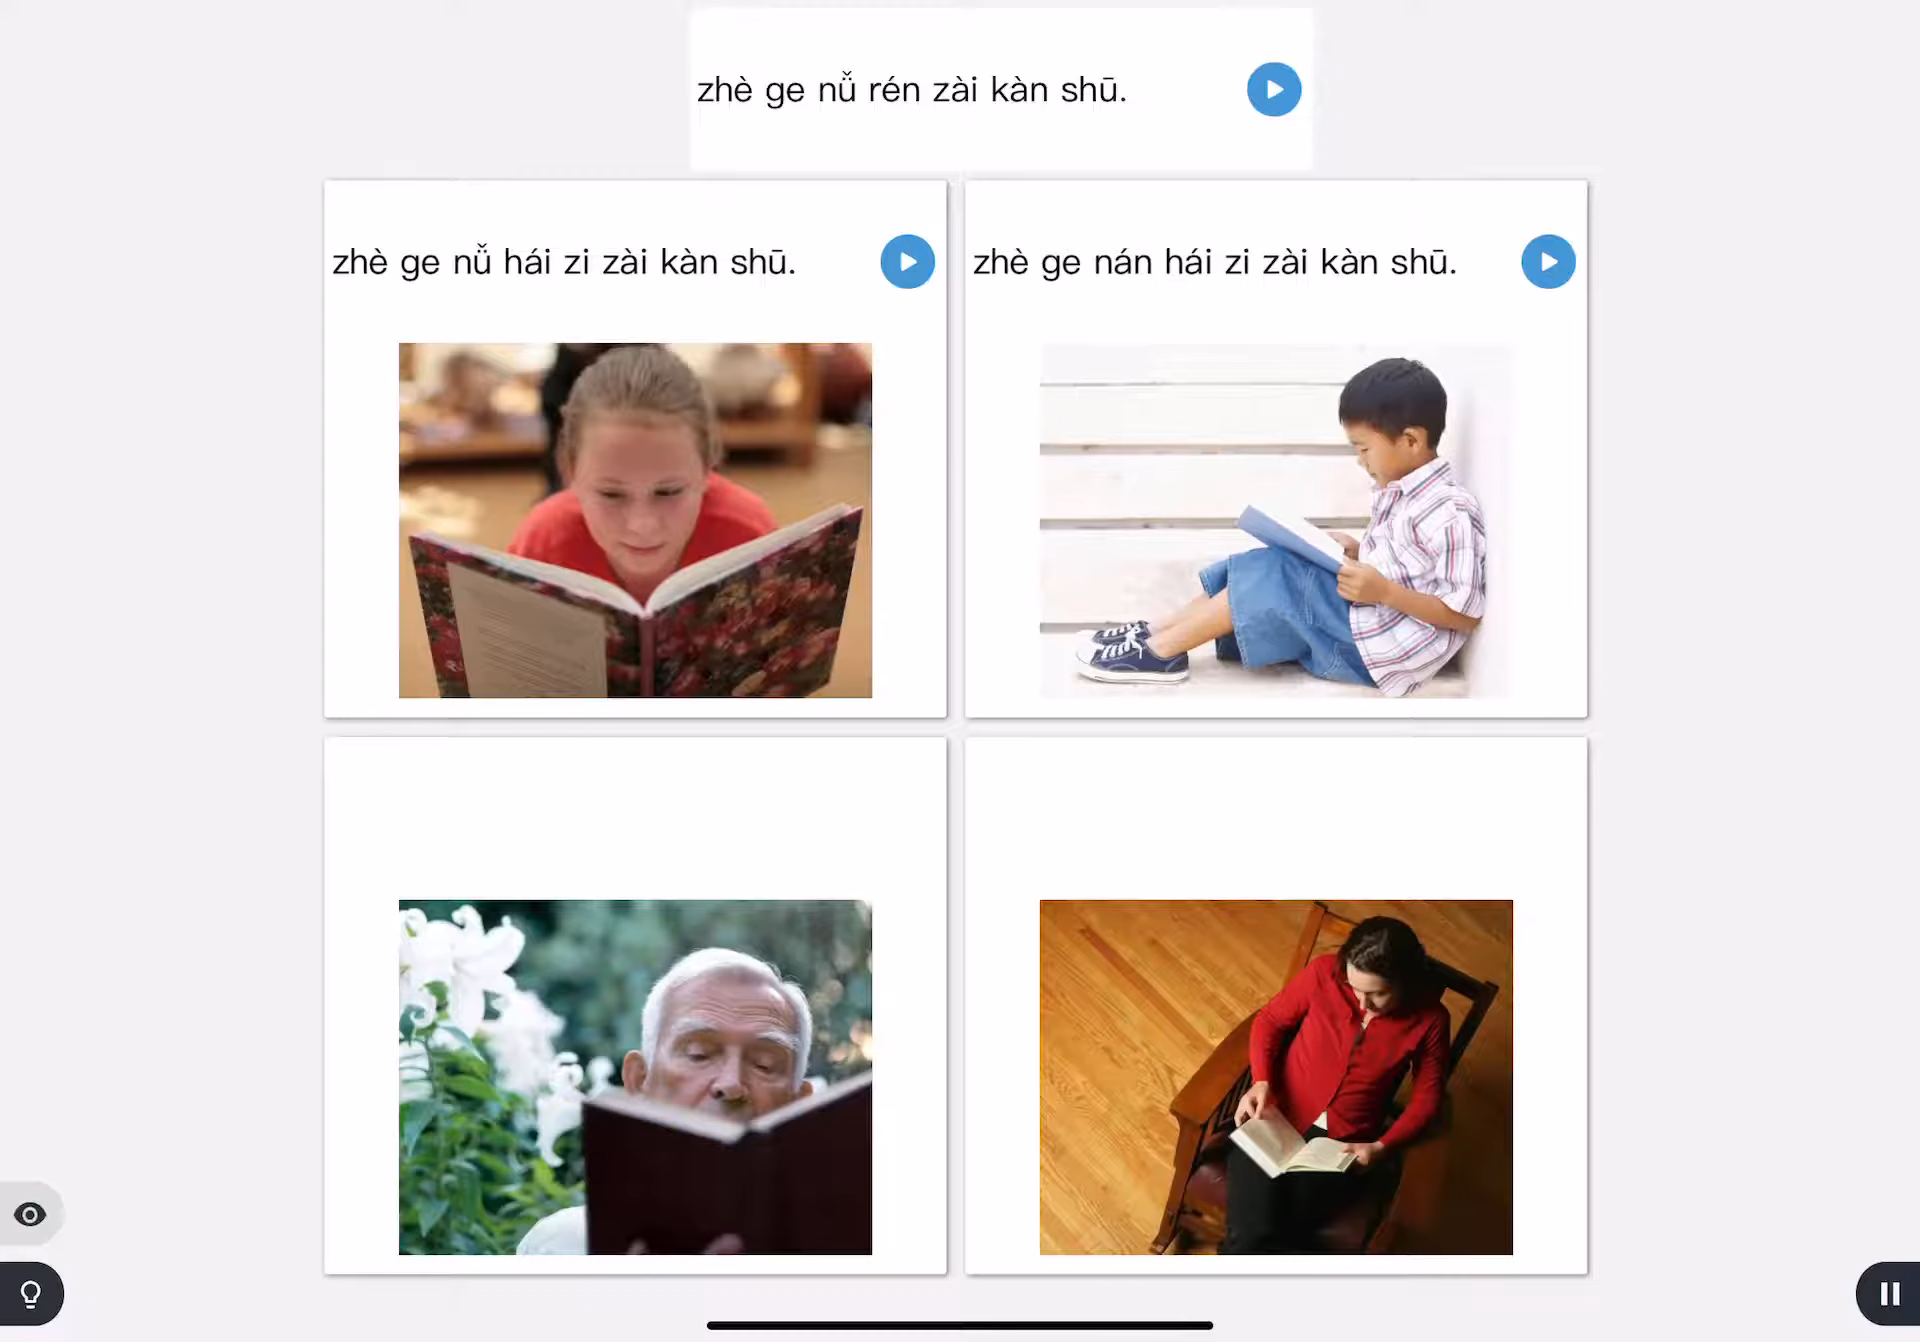 zhè ge nǚ rén zài kàn shū.
zhè ge nǚ hái zi zài kàn shū.
zhè ge nán hái zi zài kàn shū.